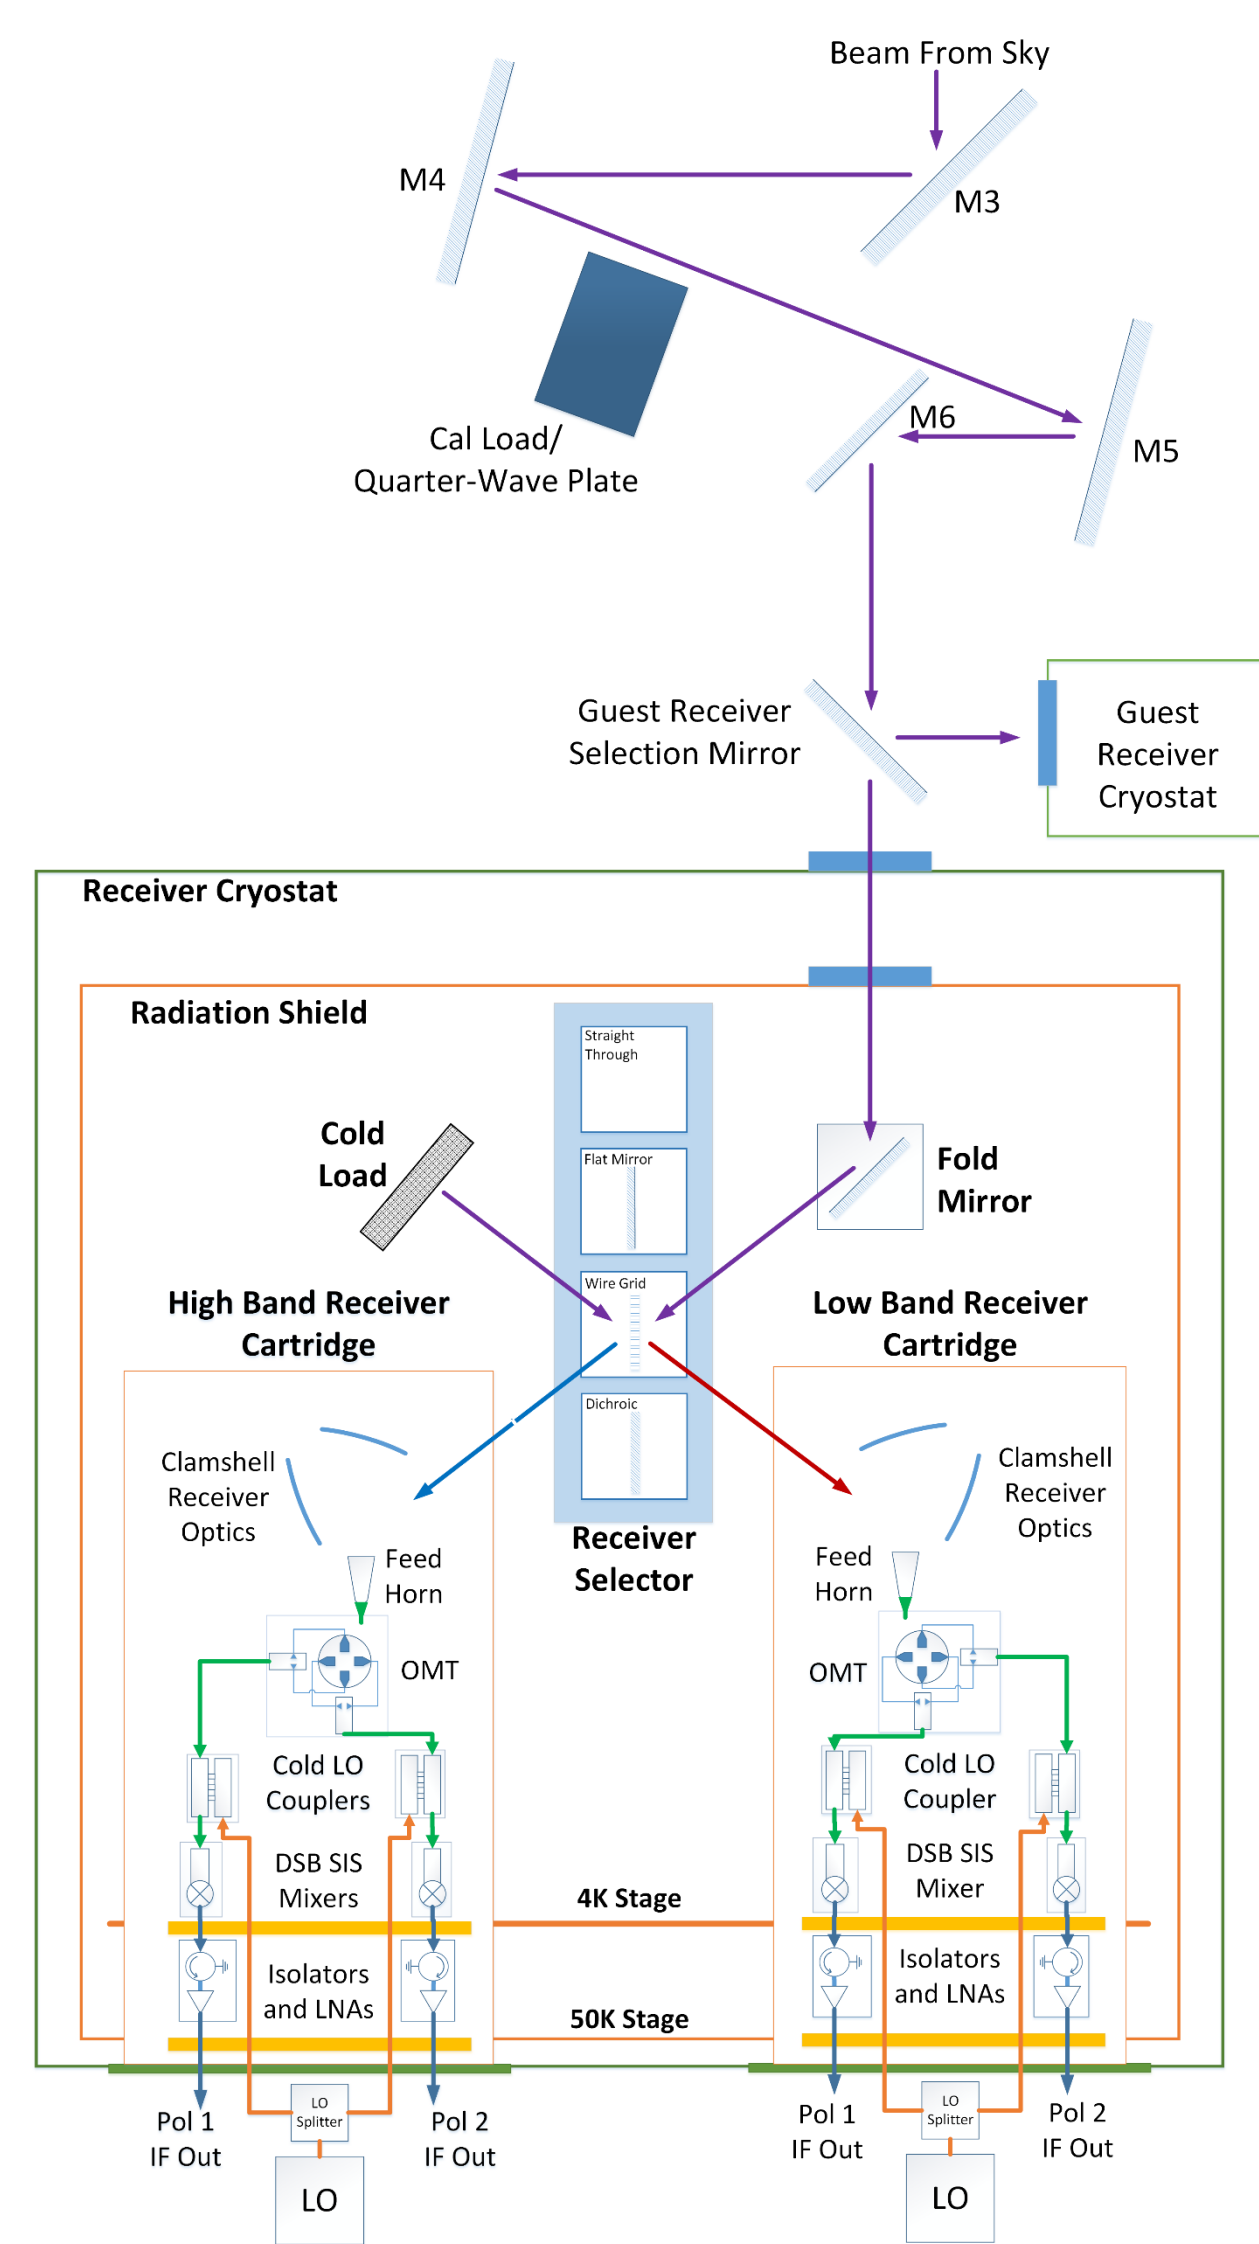 Beam From Sky
M4
M3
M6
M5
Cal Load/
Quarter-Wave Plate
Guest Receiver
Selection Mirror
Guest
Receiver
Cryostat
Receiver Cryostat
Radiation Shield
Straight
Through
Flat Mirror
Wire Grid
Dichroic
Receiver
Selector
Cold
Load
Fold
Mirror
High Band Receiver
Cartridge
Low Band Receiver
Cartridge
Clamshell
Receiver
Optics
Feed
Horn
OMT
Cold LO
Couplers
DSB SIS
Mixers
Isolators
and LNAs
Clamshell
Receiver
Optics
Feed
Horn
OMT
Cold LO
Coupler
DSB SIS
Mixer
Isolators
and LNAs
4K Stage
50K Stage
Pol 1
IF Out
LO
Splitter
Pol 2
IF Out
LO
Pol 1
IF Out
LO
Splitter
Pol 2
IF Out
LO